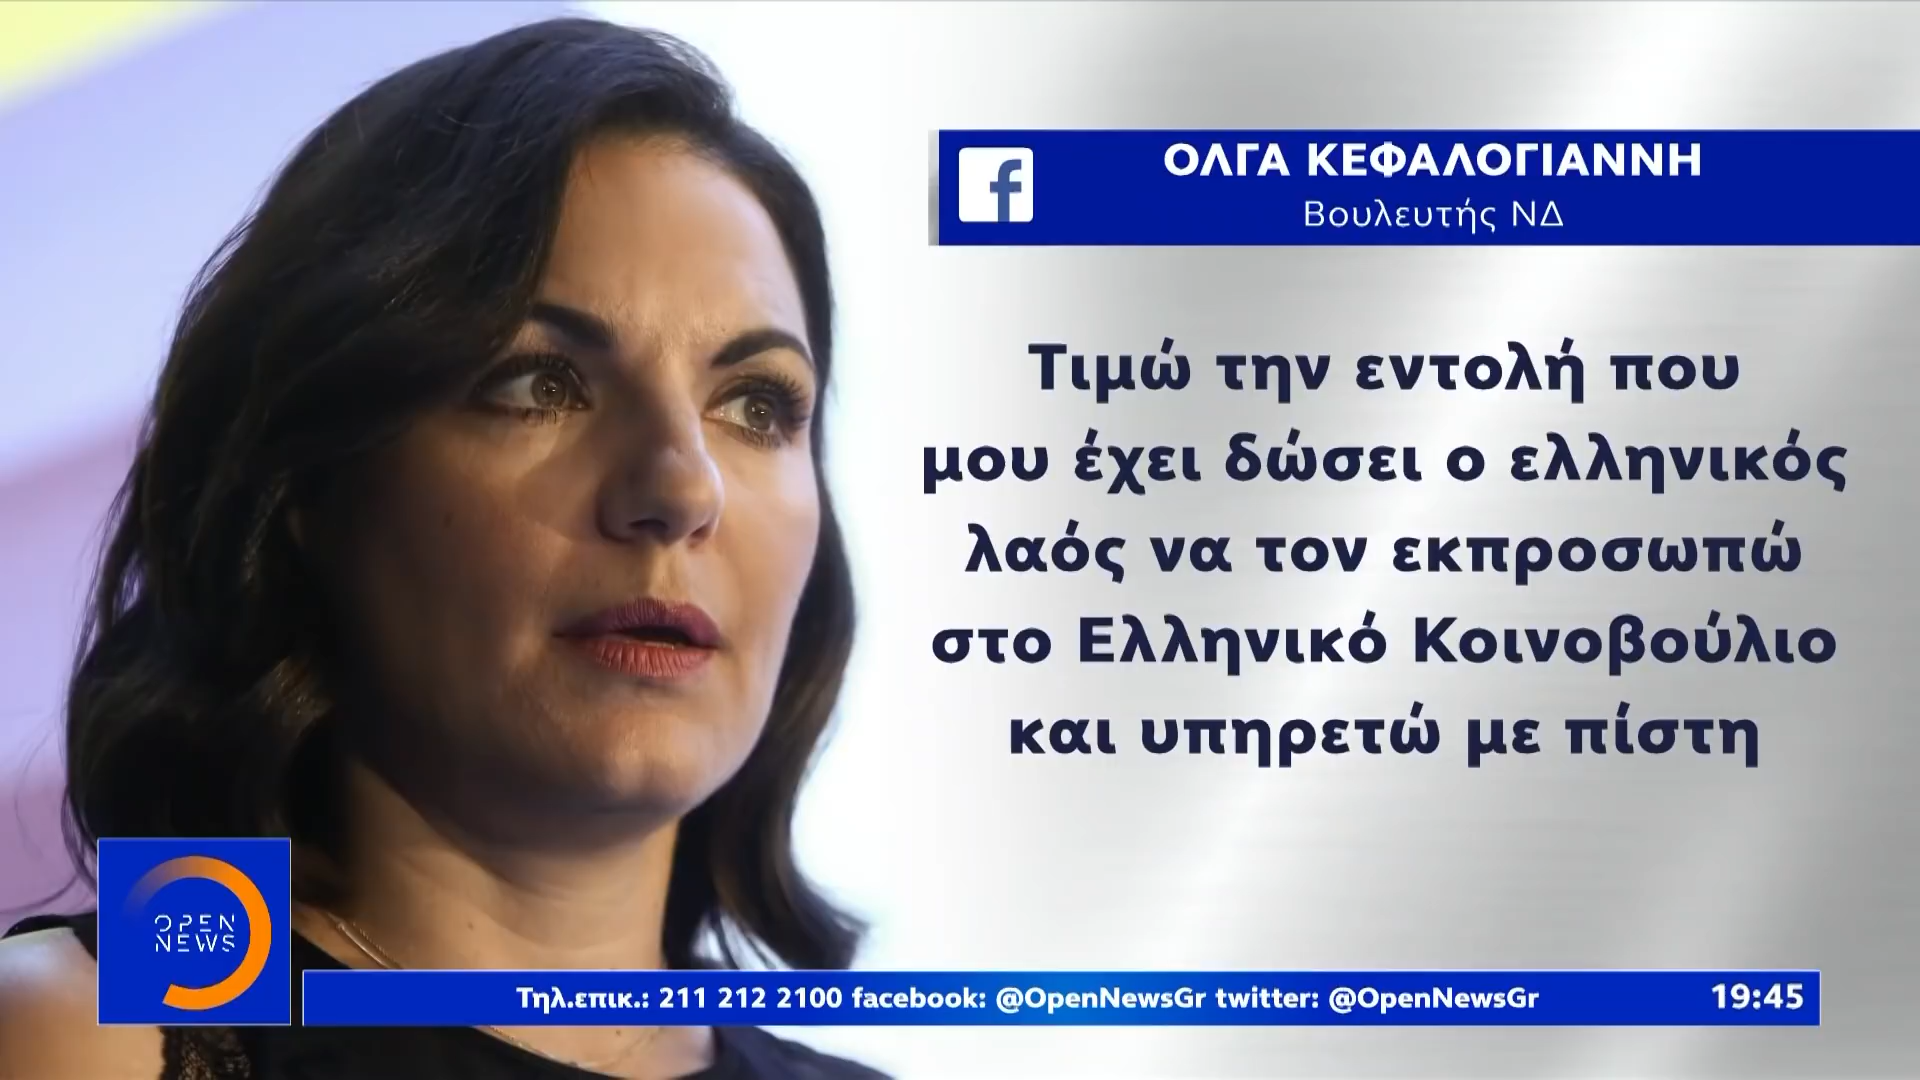 ΟΛΓΑ ΚΕΦΑΛΟΓΙΑΝΝΗ
Βουλευτής ΝΔ
Τιμώ την εντολή που
μου έχει δώσει ο ελληνικός
λαός να τον εκπροσωπώ
στο Ελληνικό Κοινοβούλιο
και υπηρετώ με πίστη
OPEN
NEWS
Τηλ.επικ.: 211 212 2100 facebook: @OpenNewsGr twitter: @OpenNewsGr 19:45